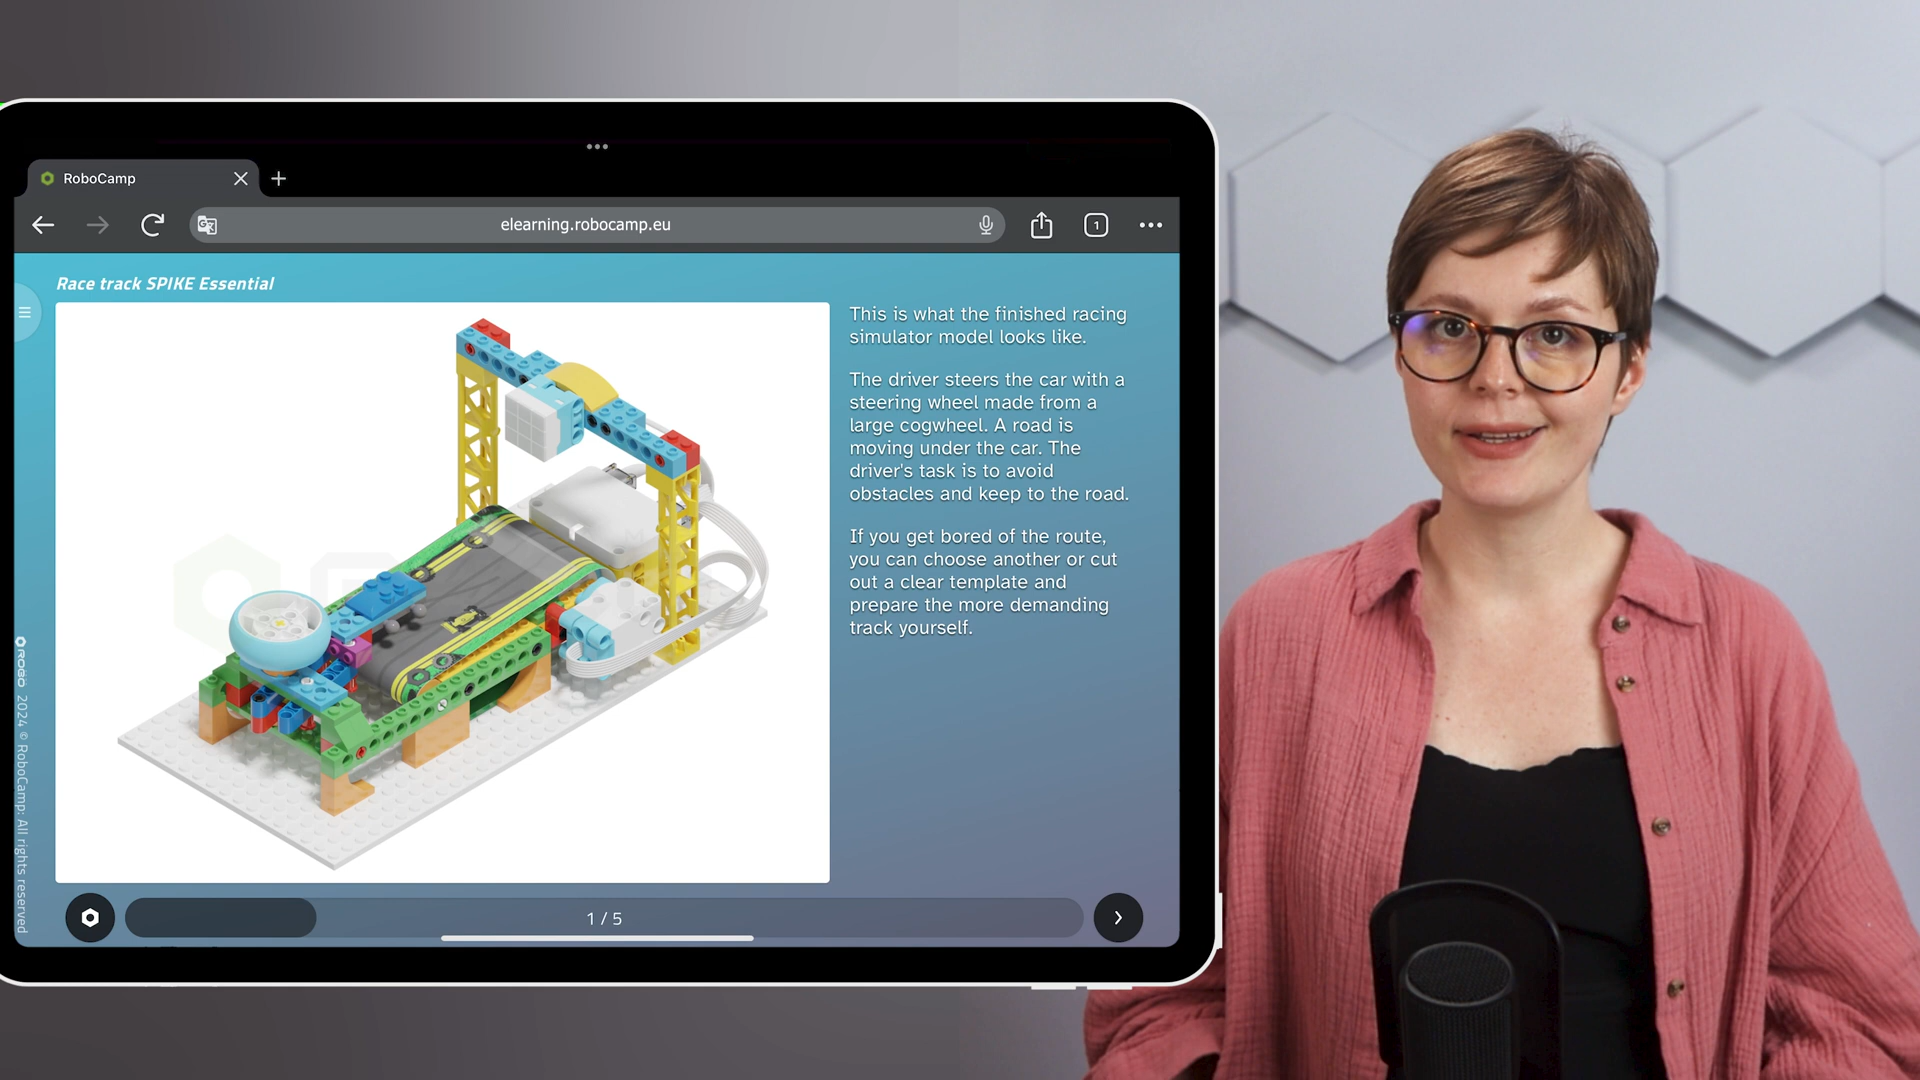 RoboCamp
elearning.robocamp.eu
1
Race track SPIKE Essential
This is what the finished racing
simulator model looks like.
The driver steers the car with a
steering wheel made from a
large cogwheel. A road is
moving under the car. The
driver's task is to avoid
obstacles and keep to the road.
If you get bored of the route,
you can choose another or cut
out a clear template and
prepare the more demanding
track yourself.
ROBO 2024 © RoboCamp: All rights reserved
1 / 5